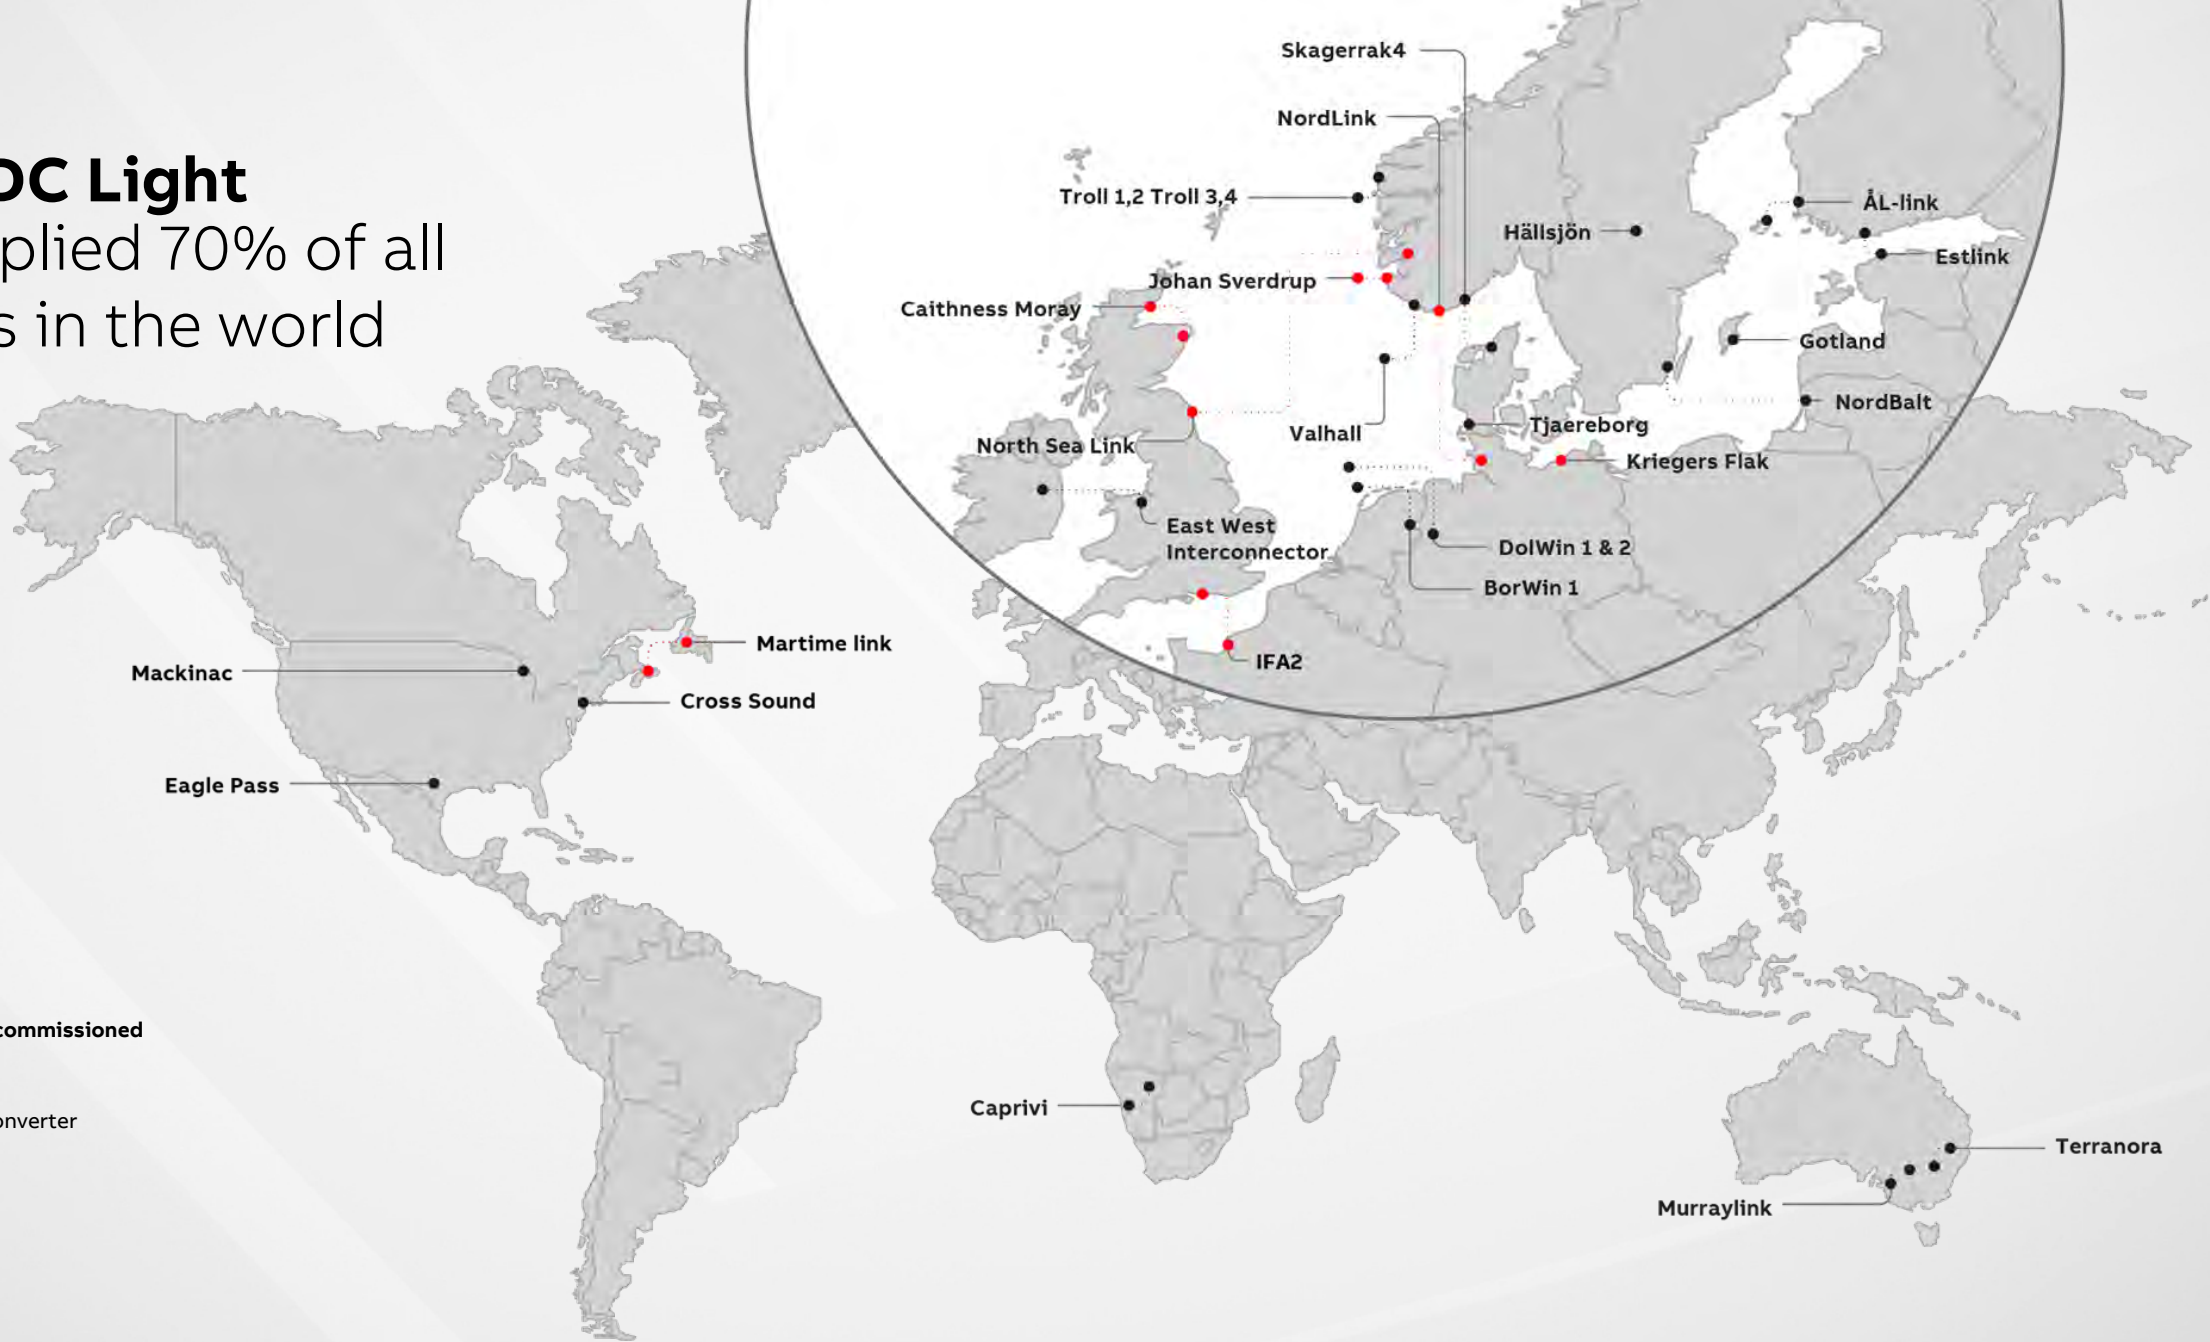 DC Light
plied 70% of all
s in the world
Skagerrak4
NordLink
Troll 1,2 Troll 3,4
ÅL-link
Hällsjön
Estlink
Johan Sverdrup
Caithness Moray
Gotland
NordBalt
Tjaereborg
Valhall
North Sea Link
Kriegers Flak
East West
Interconnector
DolWin 1 & 2
BorWin 1
IFA2
Martime link
Mackinac
Cross Sound
Eagle Pass
commissioned
onverter
Caprivi
Terranora
Murraylink